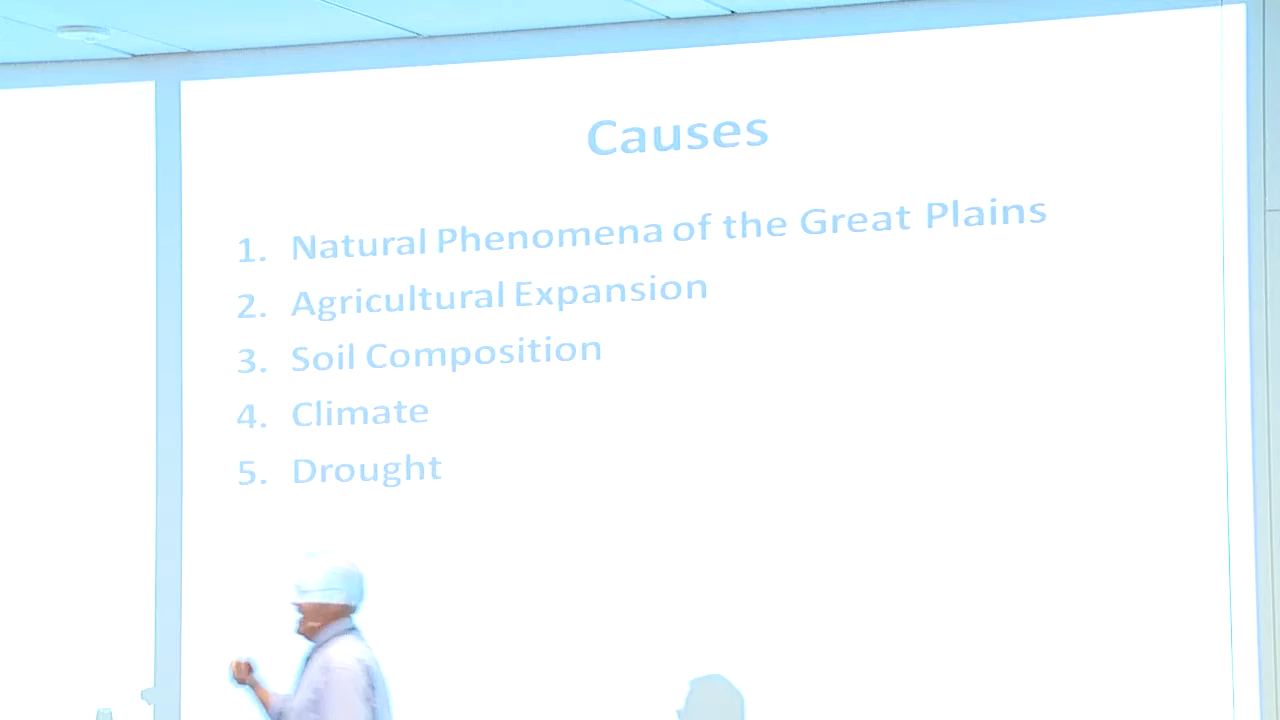 Causes
1. Natural Phenomena of the Great Plains
2. Agricultural Expansion
3. Soil Composition
4. Climate
5. Drought